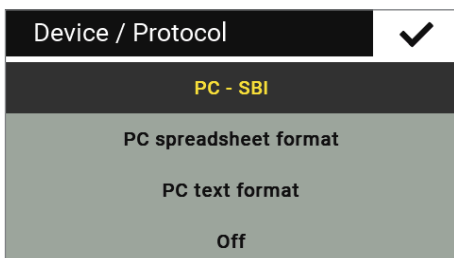 Device / Protocol
PC - SBI
PC spreadsheet format
PC text format
Off